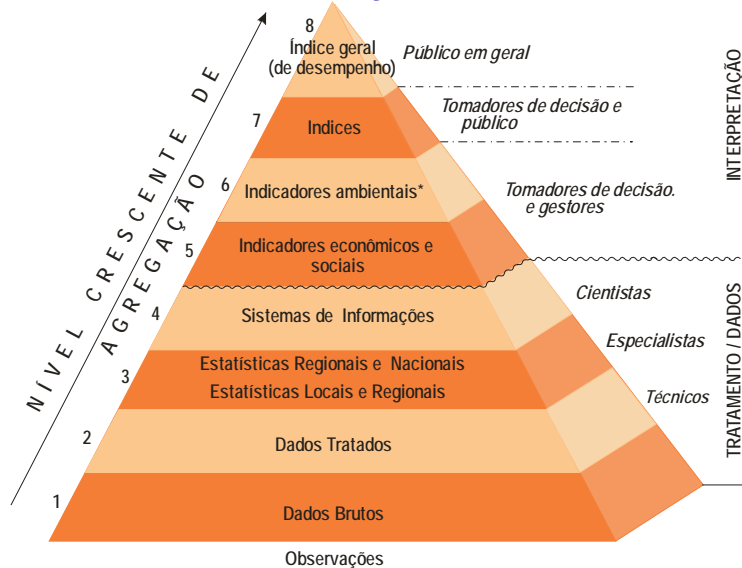 8
Índice geral
(de desempenho)
Público em geral
7
Indices
Tomadores de decisão e
público
6
Indicadores ambientais*
Tomadores de decisão.
e gestores
5
Indicadores econômicos e
sociais
4
Sistemas de Informações
Cientistas
3
Estatísticas Regionais e Nacionais
Estatísticas Locais e Regionais
Especialistas
Técnicos
2
Dados Tratados
1
Dados Brutos
Observações
NÍVEL CRESCENTE DE
AGREGAÇÃO
INTERPRETAÇÃO
TRATAMENTO / DADOS